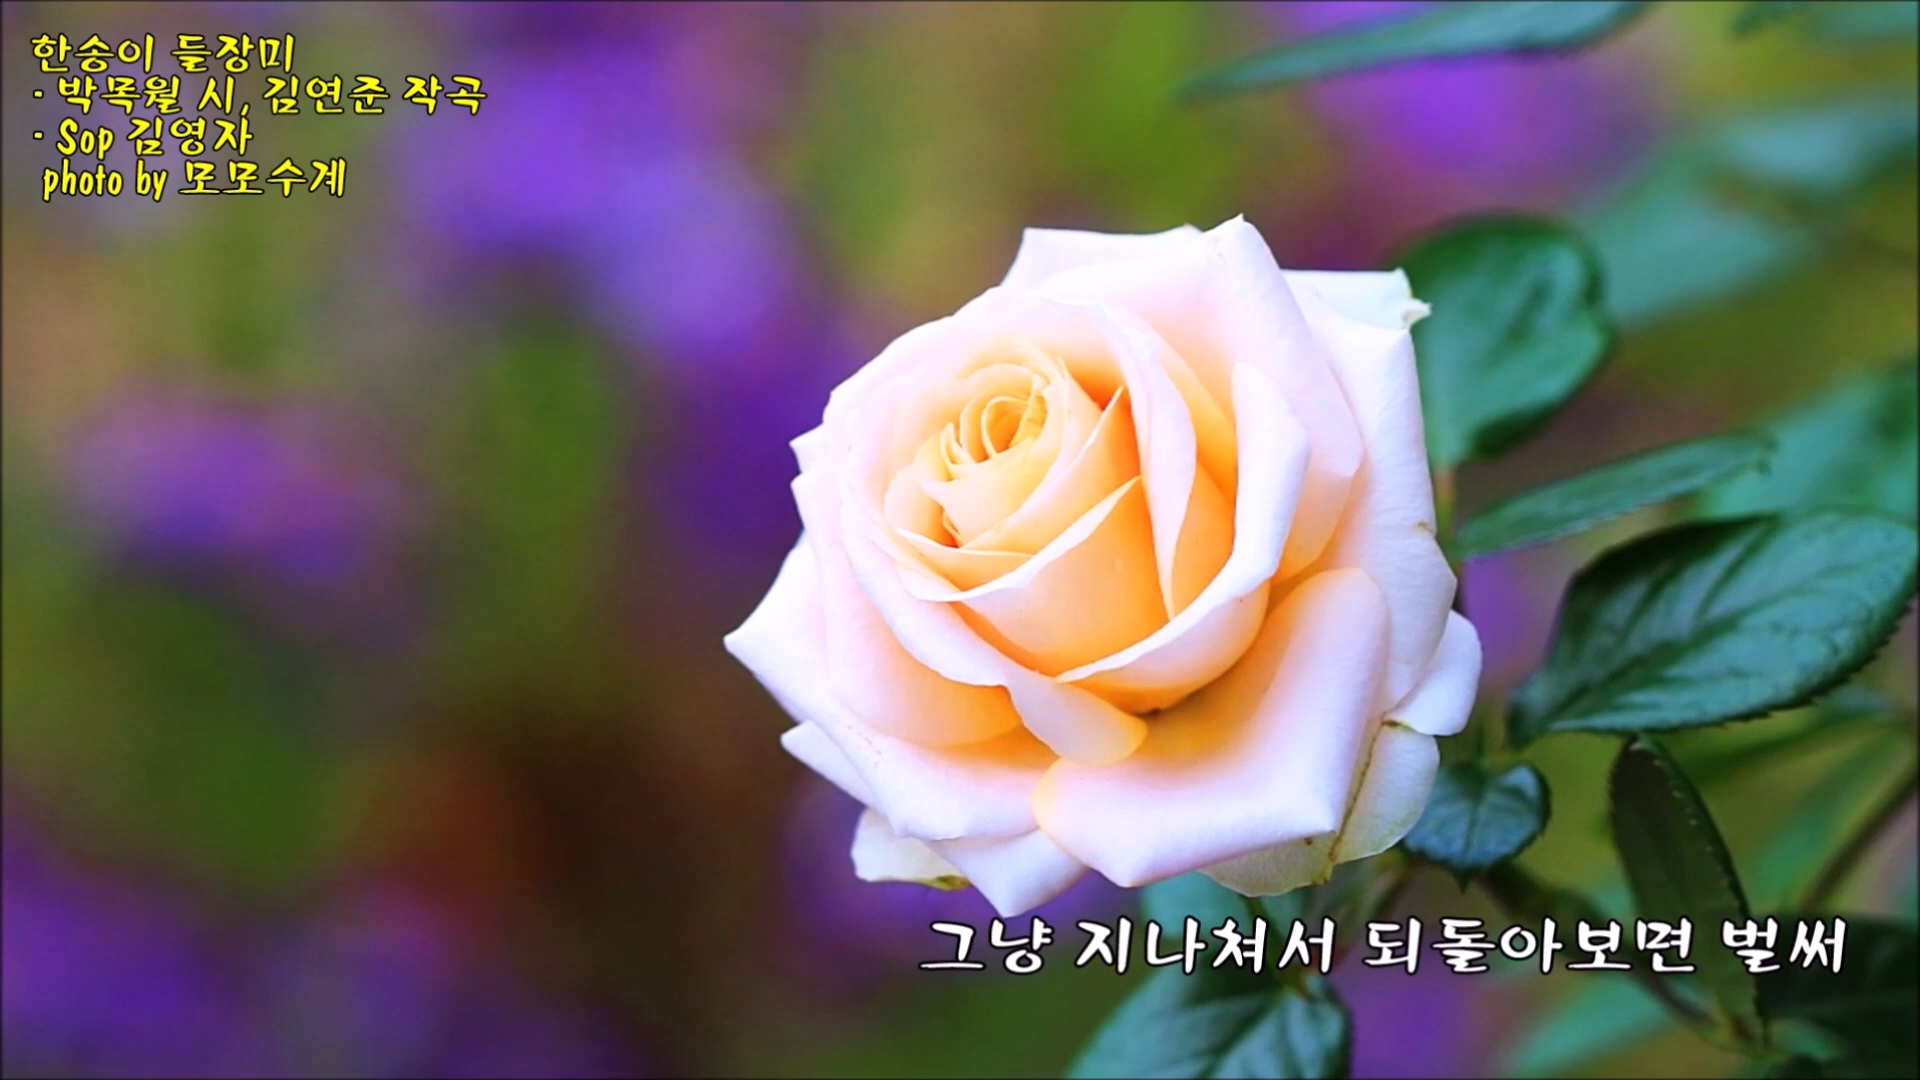 한송이 들장미
- 박목월 시, 김연준 작곡
- Sop 김영자
photo by 모모수계
그냥 지나쳐서 되돌아보면 벌써